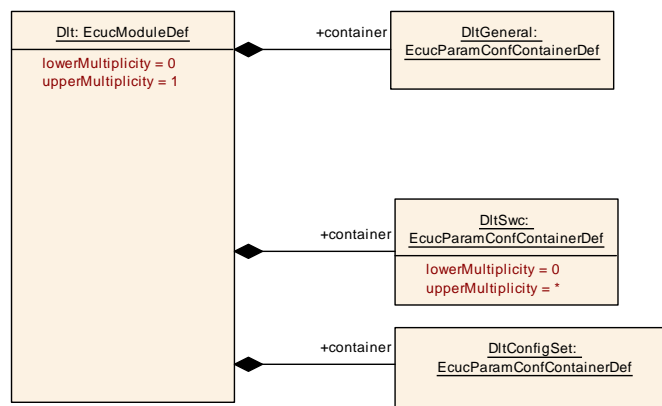 Dlt: EcucModuleDef
lowerMultiplicity = 0
upperMultiplicity = 1
+container
DltGeneral:
EcucParamConfContainerDef
+container
DltSwc:
EcucParamConfContainerDef
lowerMultiplicity = 0
upperMultiplicity = *
+container
DltConfigSet:
EcucParamConfContainerDef